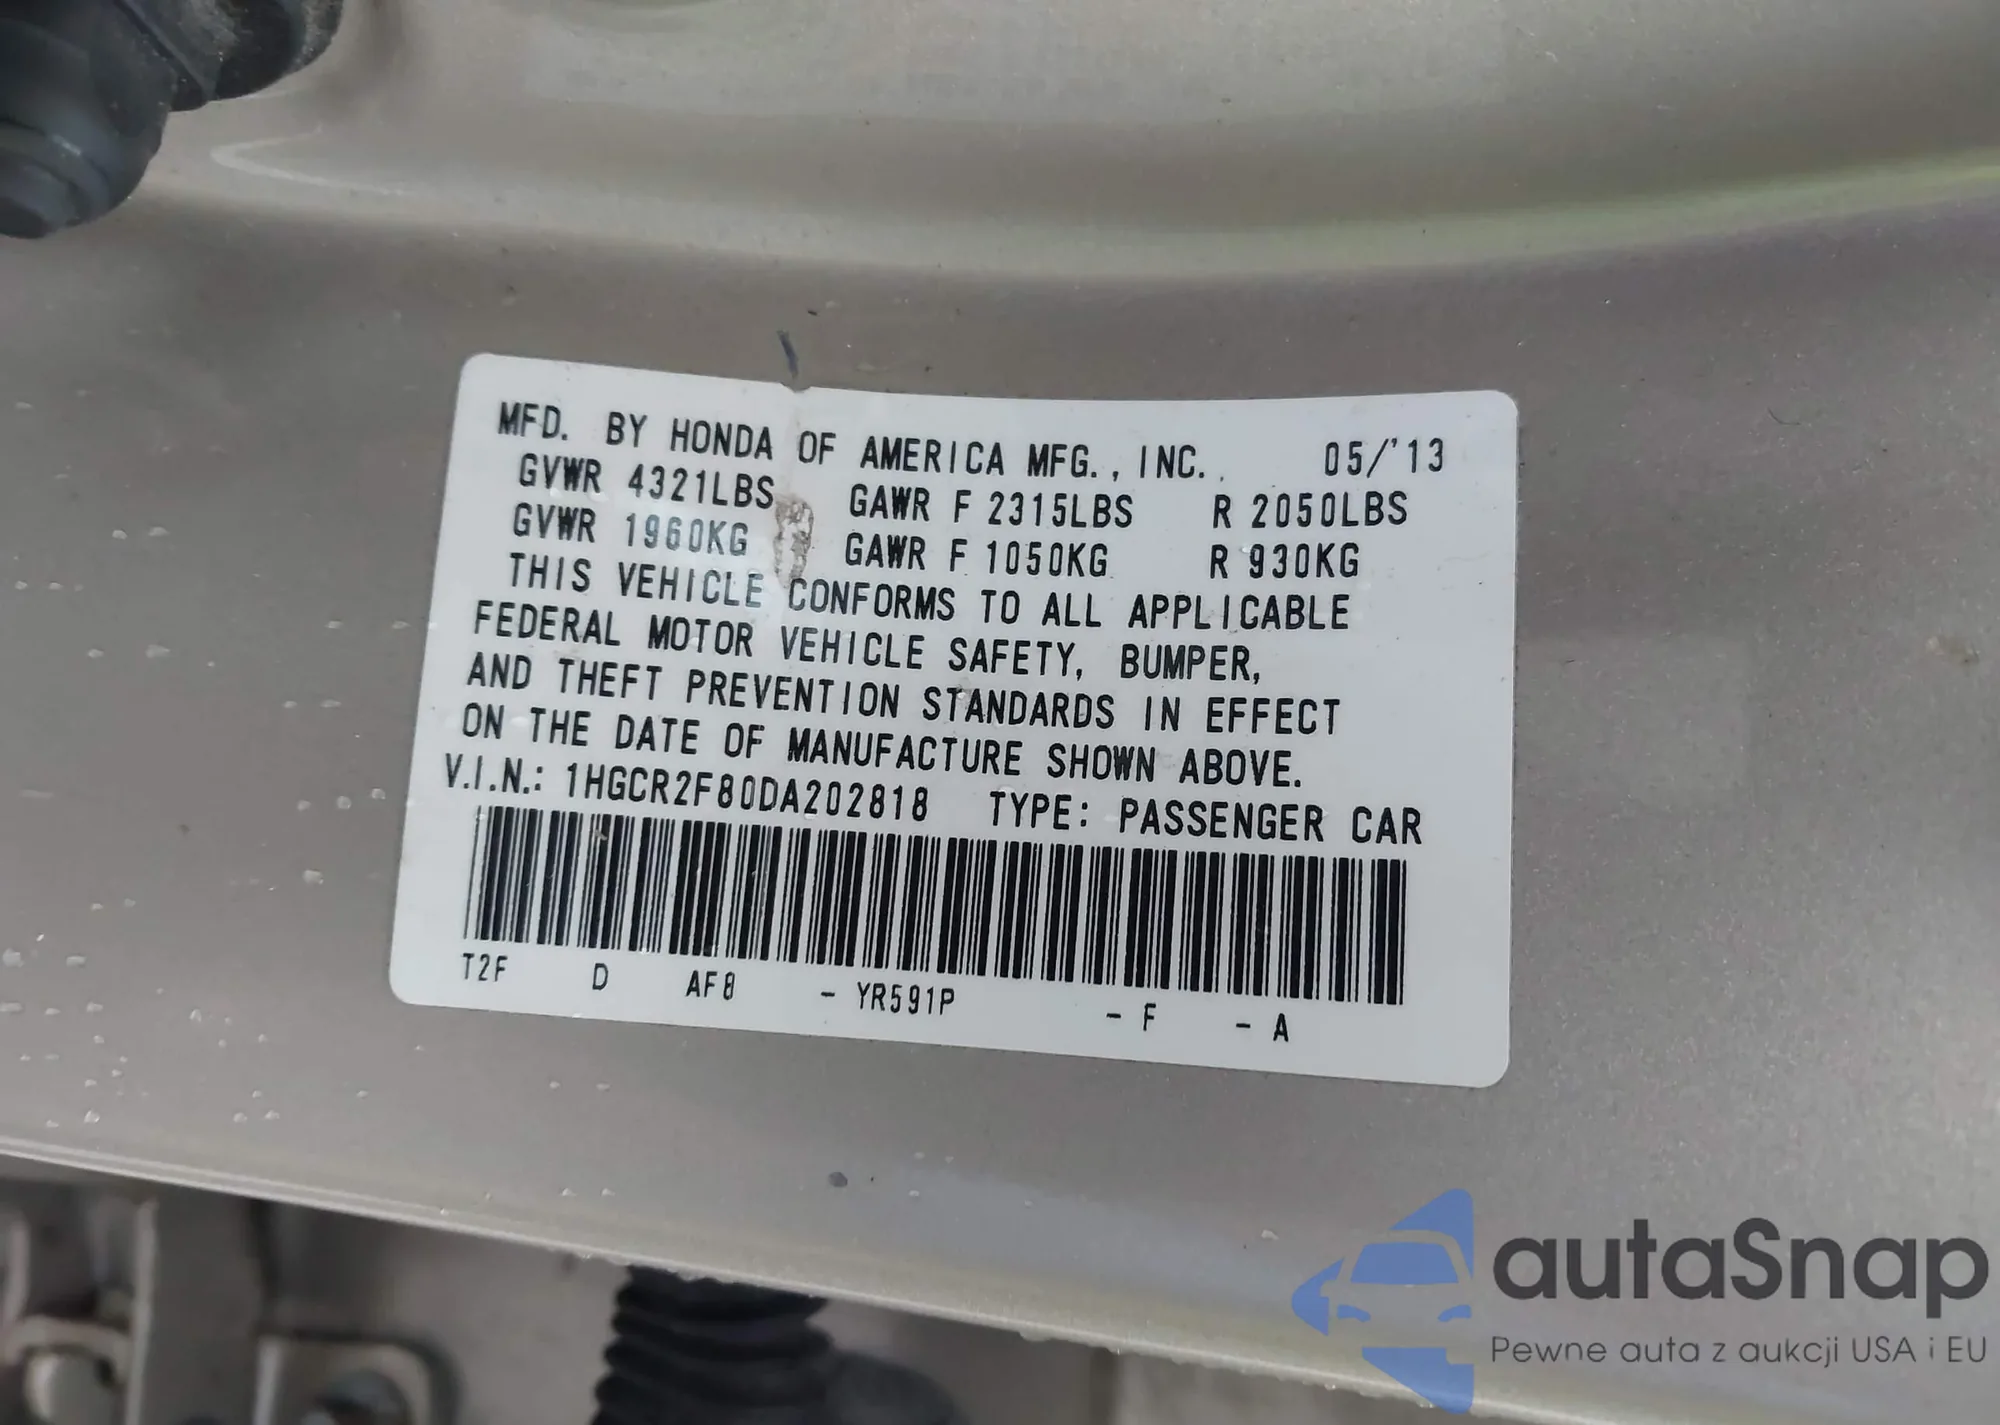 MFD. BY HONDA OF AMERICA MFG., INC. 05/'13
GVWR 4321LBS GAWR F 2315LBS R 2050LBS
GVWR 1960KG GAWR F 1050KG R 930KG
THIS VEHICLE CONFORMS TO ALL APPLICABLE
FEDERAL MOTOR VEHICLE SAFETY, BUMPER,
AND THEFT PREVENTION STANDARDS IN EFFECT
ON THE DATE OF MANUFACTURE SHOWN ABOVE.
V.I.N.: 1HGCR2F80DA202818 TYPE: PASSENGER CAR
T2F D AF8 - YR591P - F - A
autaSnap
Pewne auta z aukcji USA i EU